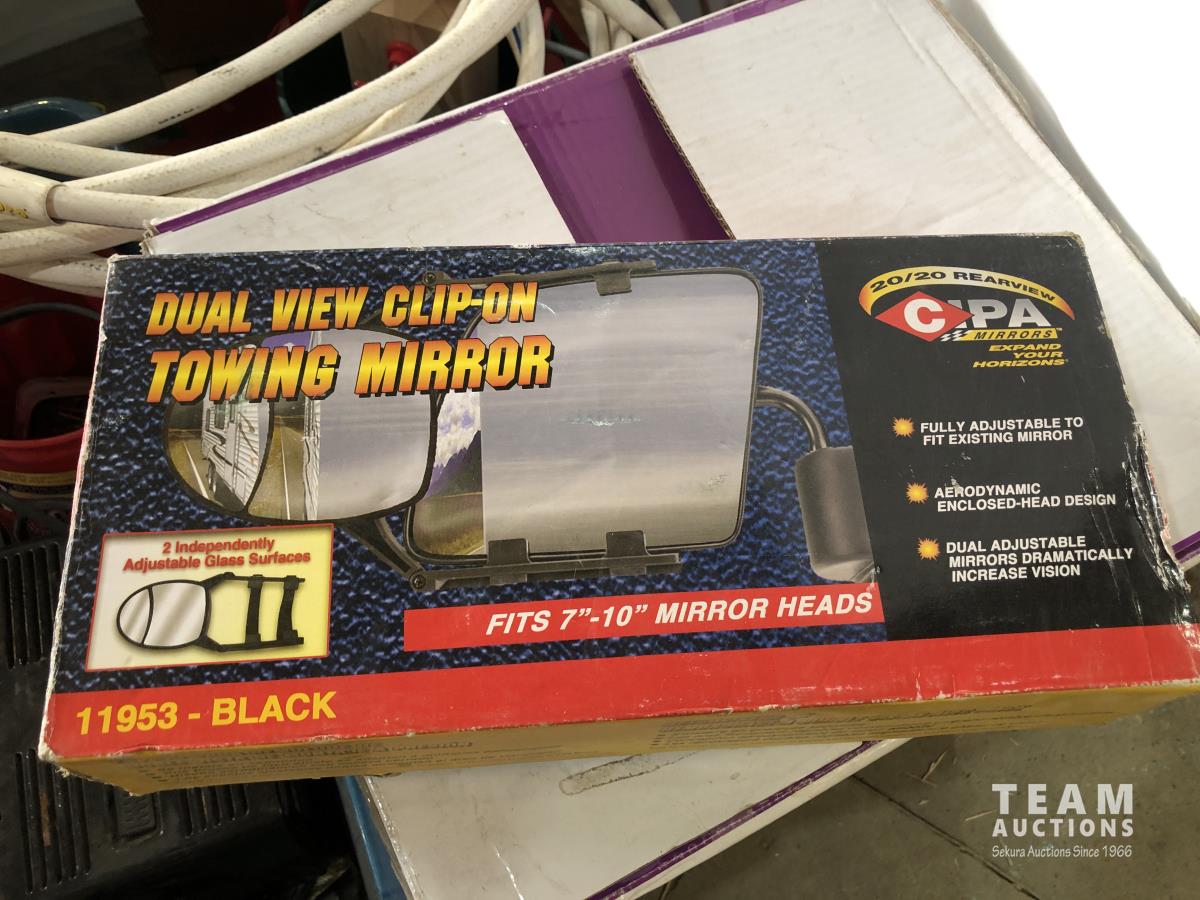 DUAL VIEW CLIP-ON
TOWING MIRROR
20/20 REARVIEW
CIPA
MIRRORS™
EXPAND
YOUR
HORIZONS®
FULLY ADJUSTABLE TO
FIT EXISTING MIRROR
AERODYNAMIC
ENCLOSED-HEAD DESIGN
DUAL ADJUSTABLE
MIRRORS DRAMATICALLY
INCREASE VISION
2 Independently
Adjustable Glass Surfaces
FITS 7"-10" MIRROR HEADS
11953 - BLACK
TEAM
AUCTIONS
Sekura Auctions Since 1966